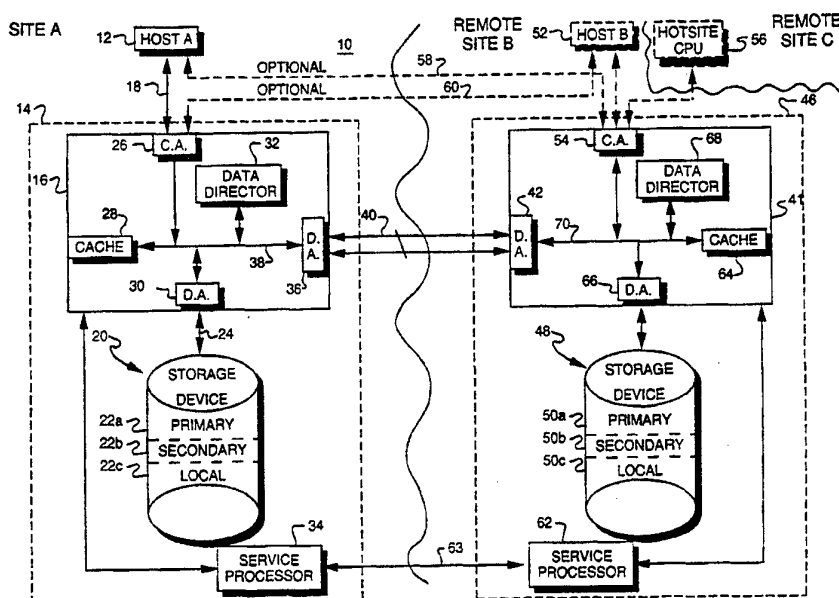 SITE A
12
HOST A
10
REMOTE
SITE B
52
HOST B
HOTSITE
CPU
56
REMOTE
SITE C
OPTIONAL
58
18
OPTIONAL
60
14
46
26
C.A.
32
54
C.A.
68
16
DATA
DIRECTOR
42
DATA
DIRECTOR
41
28
CACHE
38
D.
A.
36
40
D.
A.
70
CACHE
64
30
D.A.
66
D.A.
24
20
STORAGE
DEVICE
22a
PRIMARY
22b
SECONDARY
22c
LOCAL
48
STORAGE
DEVICE
50a
PRIMARY
50b
SECONDARY
50c
LOCAL
34
SERVICE
PROCESSOR
63
62
SERVICE
PROCESSOR